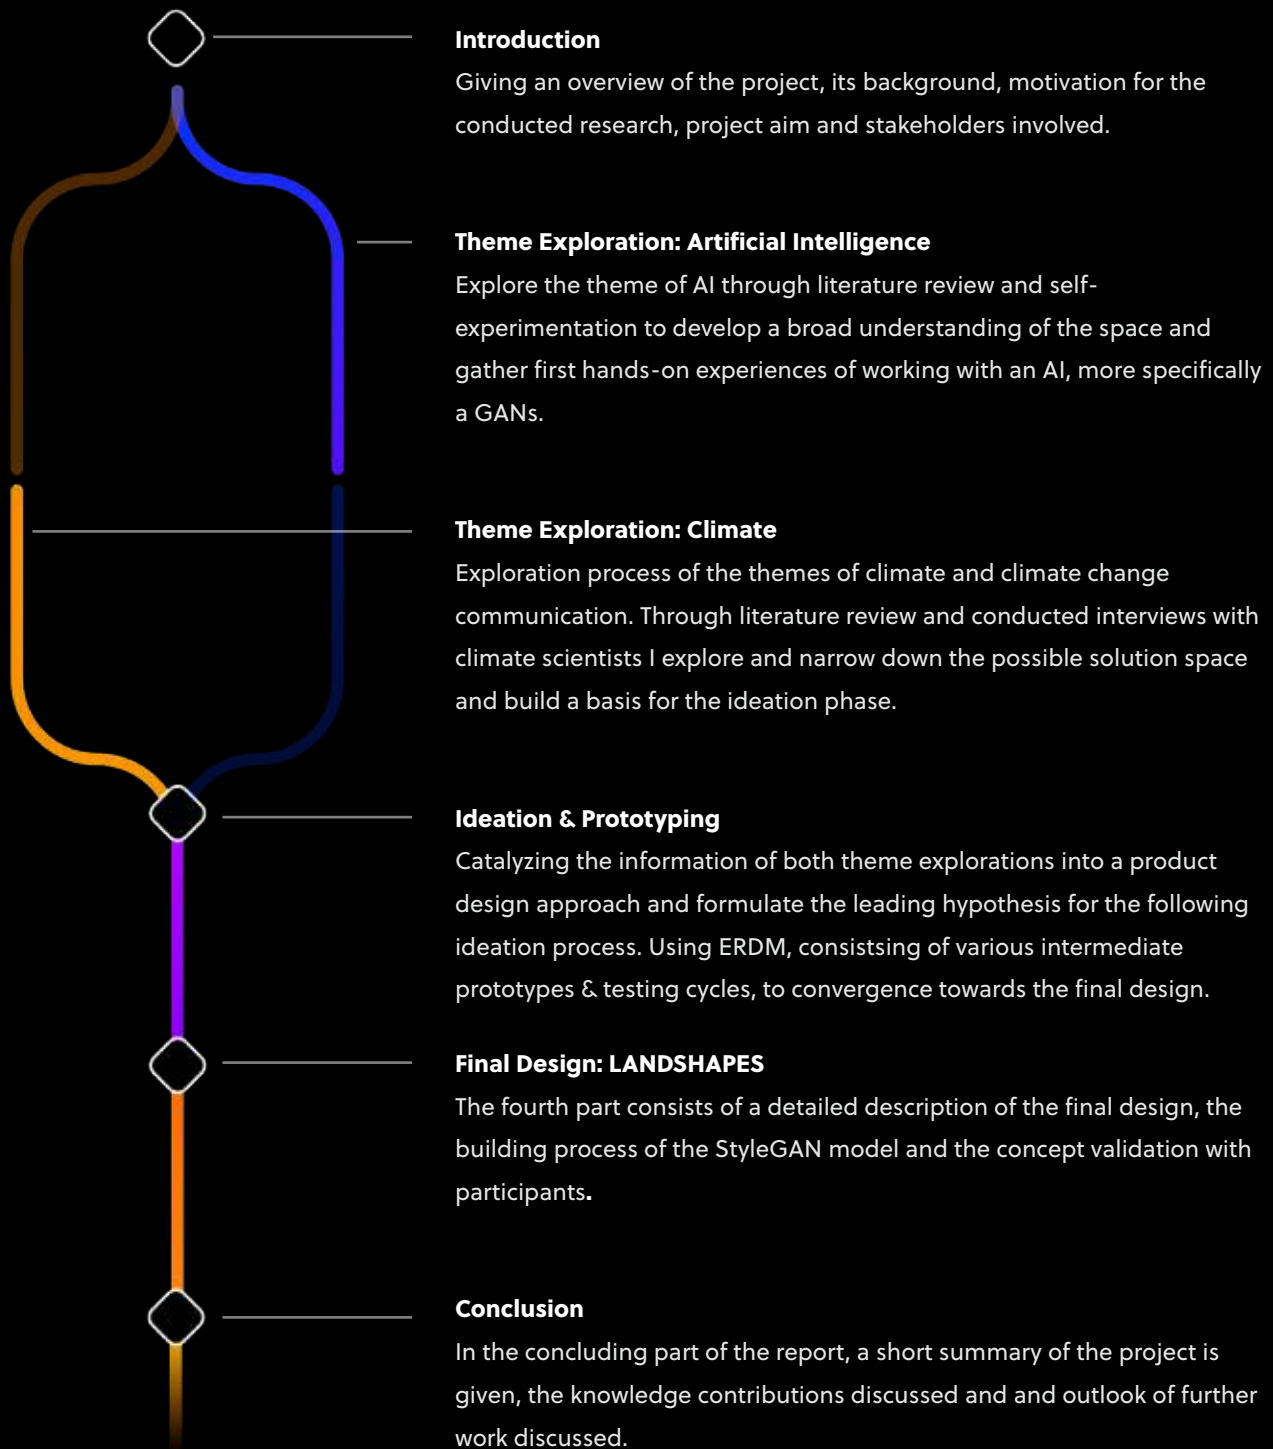 Introduction
Giving an overview of the project, its background, motivation for the
conducted research, project aim and stakeholders involved.
Theme Exploration: Artificial Intelligence
Explore the theme of AI through literature review and self-
experimentation to develop a broad understanding of the space and
gather first hands-on experiences of working with an AI, more specifically
a GANs.
Theme Exploration: Climate
Exploration process of the themes of climate and climate change
communication. Through literature review and conducted interviews with
climate scientists I explore and narrow down the possible solution space
and build a basis for the ideation phase.
Ideation & Prototyping
Catalyzing the information of both theme explorations into a product
design approach and formulate the leading hypothesis for the following
ideation process. Using ERDM, consistsing of various intermediate
prototypes & testing cycles, to convergence towards the final design.
Final Design: LANDSHAPES
The fourth part consists of a detailed description of the final design, the
building process of the StyleGAN model and the concept validation with
participants.
Conclusion
In the concluding part of the report, a short summary of the project is
given, the knowledge contributions discussed and and outlook of further
work discussed.